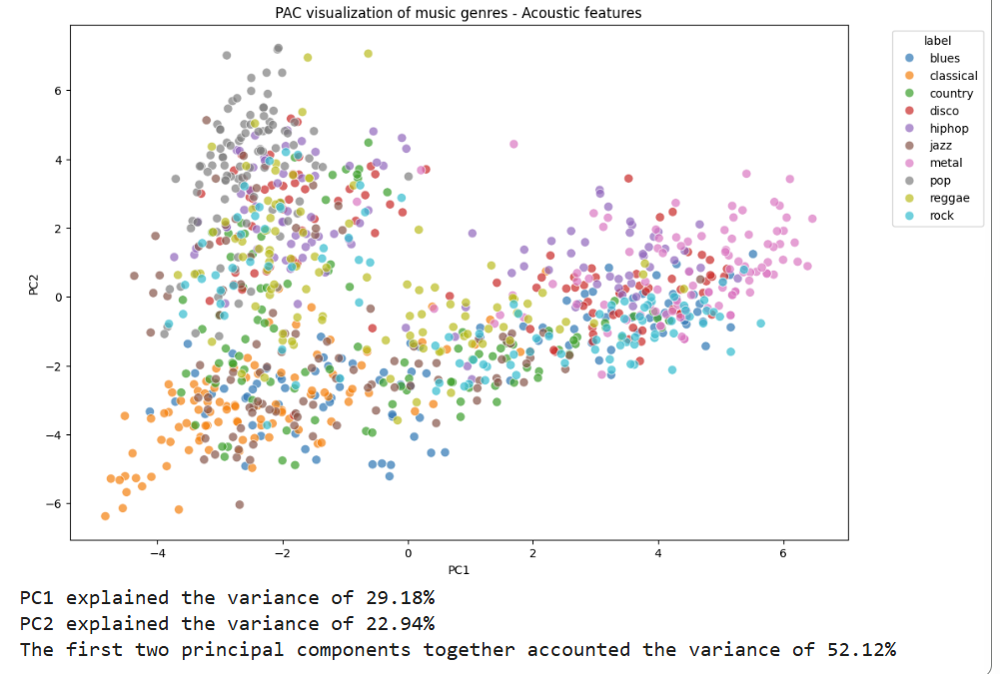 PAC visualization of music genres - Acoustic features
label
blues
classical
country
disco
hiphop
jazz
metal
pop
reggae
rock
PC2
6
4
2
0
−2
−4
−6
−4
−2
0
2
4
6
PC1
PC1 explained the variance of 29.18%
PC2 explained the variance of 22.94%
The first two principal components together accounted the variance of 52.12%